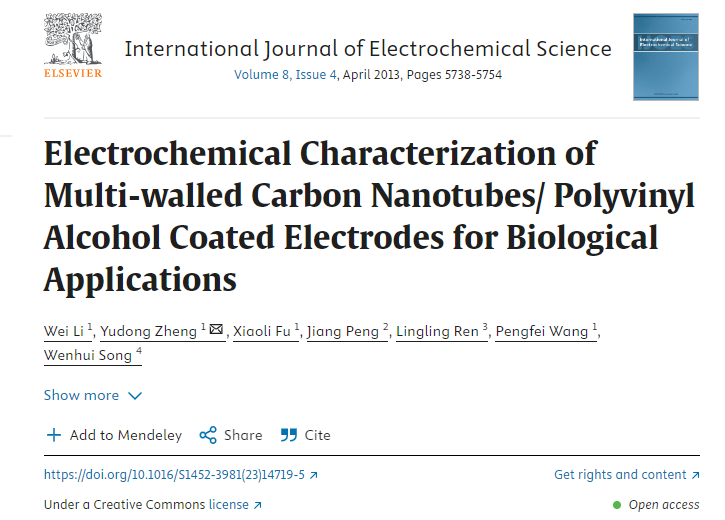 ELSEVIER
International Journal of Electrochemical Science
Volume 8, Issue 4, April 2013, Pages 5738-5754
International Journal of
Electrochemical Science
Electrochemical Characterization of
Multi-walled Carbon Nanotubes/ Polyvinyl
Alcohol Coated Electrodes for Biological
Applications
Wei Li 1, Yudong Zheng 1, Xiaoli Fu 1, Jiang Peng 2, Lingling Ren 3, Pengfei Wang 1,
Wenhui Song 4
Show more
Add to Mendeley Share Cite
https://doi.org/10.1016/S1452-3981(23)14719-5 Get rights and content
Under a Creative Commons license Open access